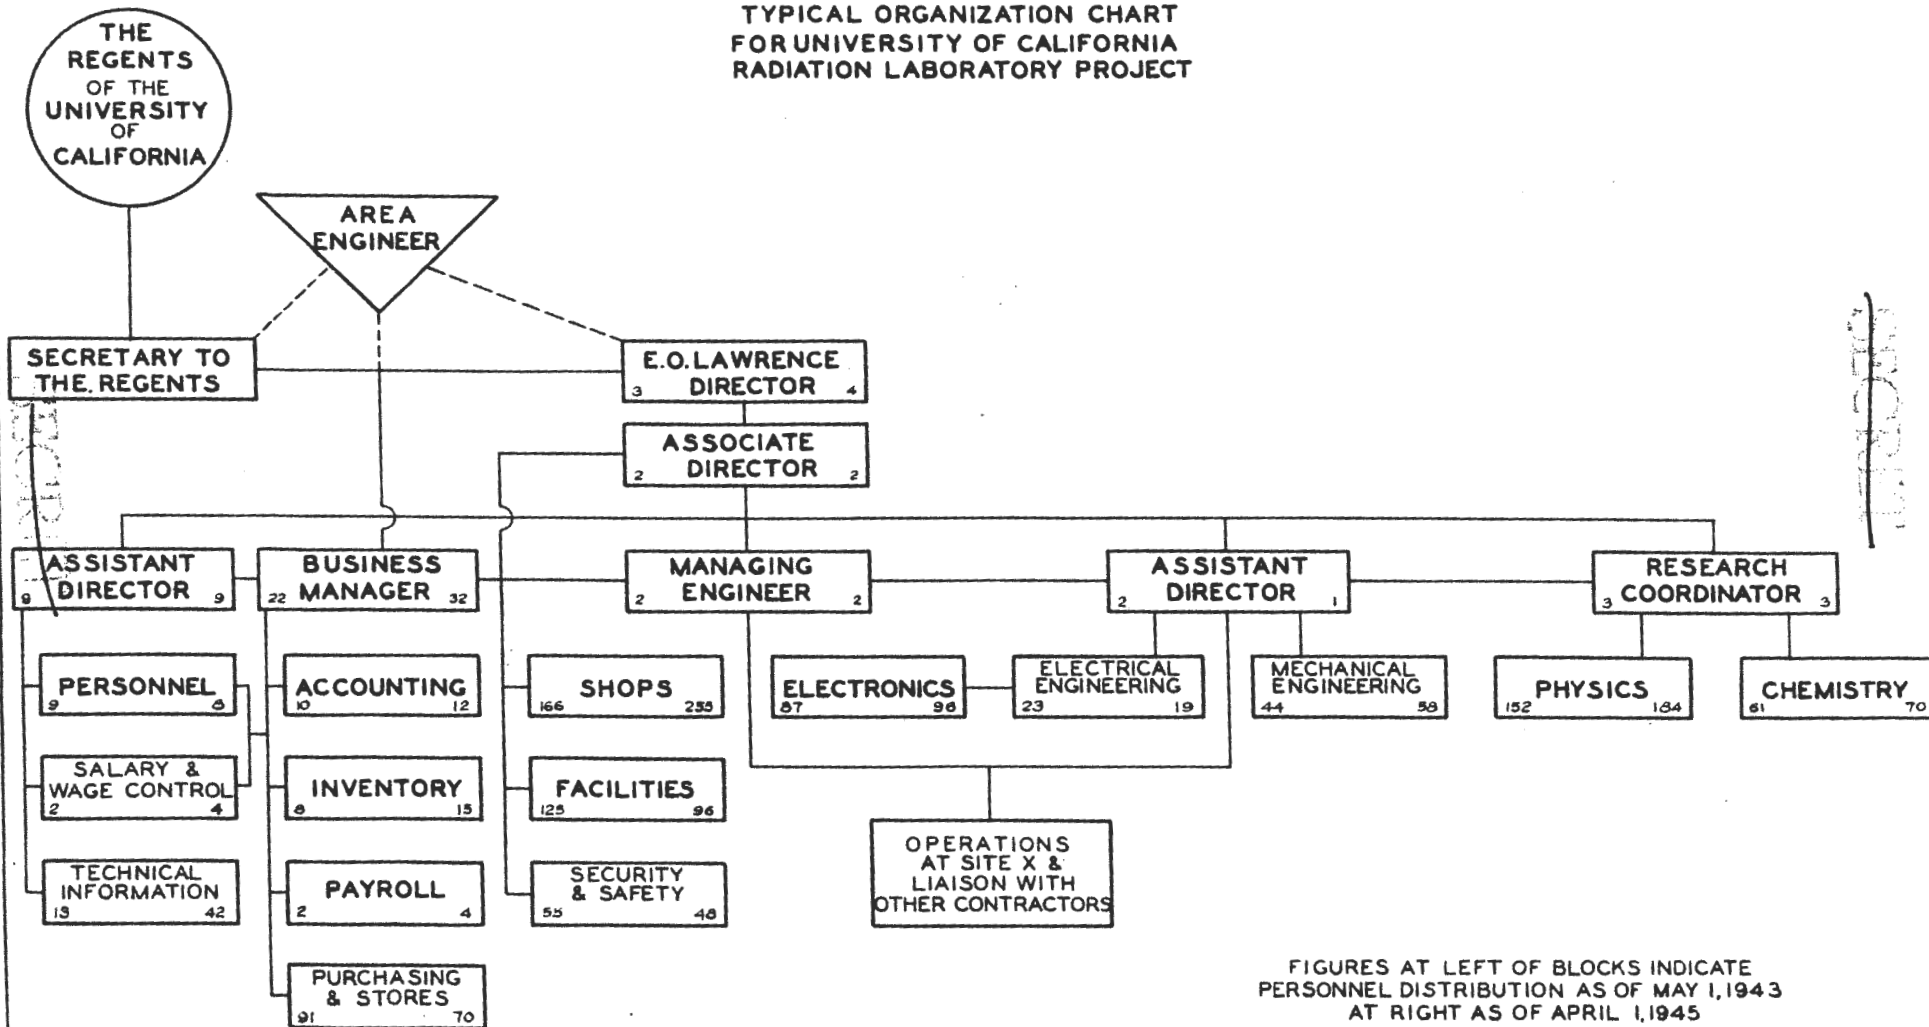 TYPICAL ORGANIZATION CHART
FOR UNIVERSITY OF CALIFORNIA
RADIATION LABORATORY PROJECT
THE
REGENTS
OF THE
UNIVERSITY
OF
CALIFORNIA
AREA
ENGINEER
SECRETARY TO
THE REGENTS
E.O. LAWRENCE
DIRECTOR
3 4
ASSOCIATE
DIRECTOR
2 2
ASSISTANT
DIRECTOR
9 9
BUSINESS
MANAGER
22 32
MANAGING
ENGINEER
2 2
ASSISTANT
DIRECTOR
2 1
RESEARCH
COORDINATOR
3 3
PERSONNEL
9 8
SALARY &
WAGE CONTROL
2 4
TECHNICAL
INFORMATION
13 42
ACCOUNTING
10 12
INVENTORY
8 15
PAYROLL
2 4
PURCHASING
& STORES
91 70
SHOPS
166
FACILITIES
125 96
SECURITY
& SAFETY
55 48
ELECTRONICS
87 98
ELECTRICAL
ENGINEERING
23 19
MECHANICAL
ENGINEERING
44 58
PHYSICS
152 184
CHEMISTRY
61 70
OPERATIONS
AT SITE X &
LIAISON WITH
OTHER CONTRACTORS
FIGURES AT LEFT OF BLOCKS INDICATE
PERSONNEL DISTRIBUTION AS OF MAY 1, 1943
AT RIGHT AS OF APRIL 1, 1945